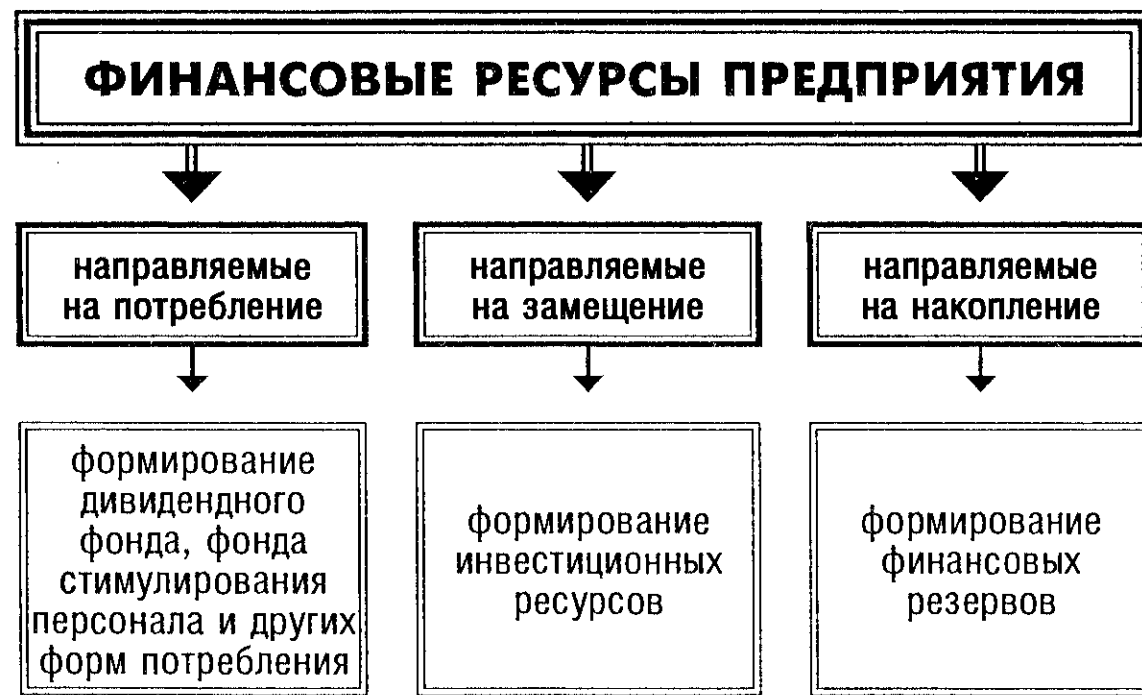 ФИНАНСОВЫЕ РЕСУРСЫ ПРЕДПРИЯТИЯ
направляемые
на потребление
направляемые
на замещение
направляемые
на накопление
формирование
дивидендного
фонда, фонда
стимулирования
персонала и других
форм потребления
формирование
инвестиционных
ресурсов
формирование
финансовых
резервов